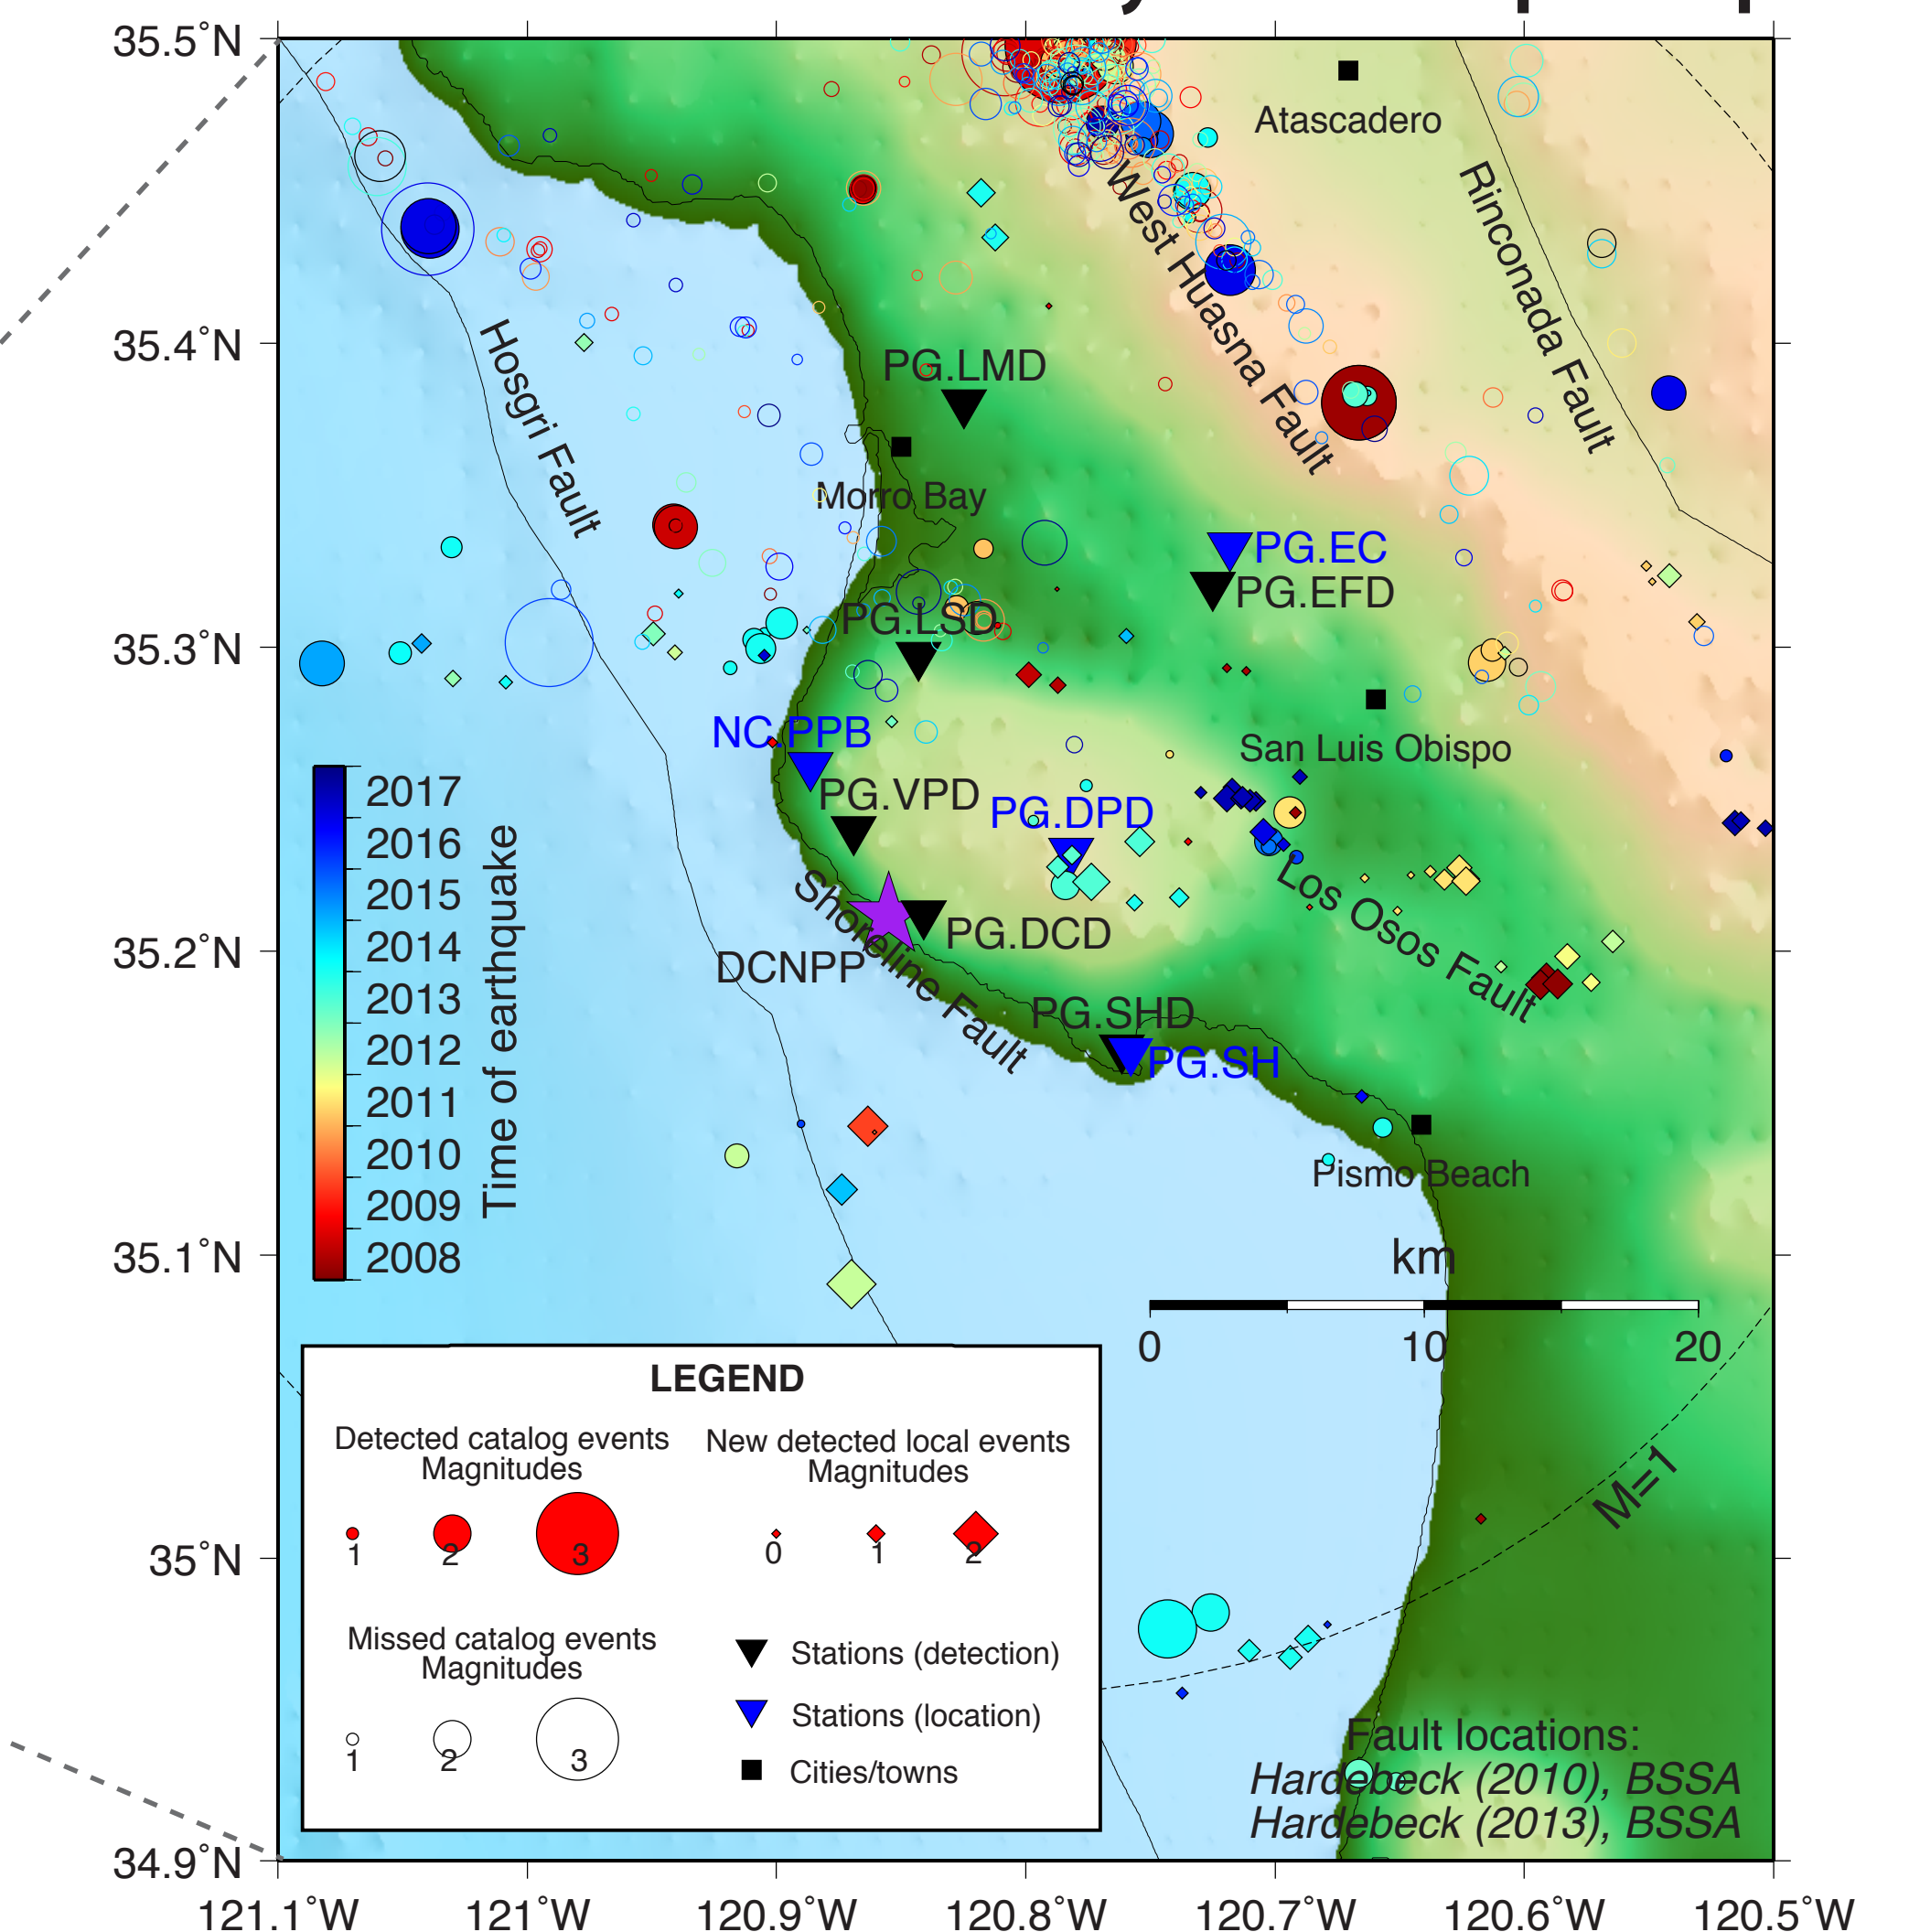 35.5°N
Atascadero
West Huasna Fault
Rinconada Fault
35.4°N
Hosgri Fault
PG.LMD
Morro Bay
PG.EC
PG.EFD
35.3°N
PG.LSD
NC.PPB
San Luis Obispo
PG.VPD
PG.DPD
2017
2016
2015
2014
2013
2012
2011
2010
2009
2008
Time of earthquake
35.2°N
Shoreline Fault
PG.DCD
DCNPP
Los Osos Fault
PG.SHD
PG.SH
Pismo Beach
35.1°N
km
0 10 20
LEGEND
Detected catalog events
Magnitudes
1 2 3
New detected local events
Magnitudes
0 1 2
Missed catalog events
Magnitudes
1 2 3
Stations (detection)
Stations (location)
Cities/towns
M=1
35°N
Fault locations:
Hardebeck (2010), BSSA
Hardebeck (2013), BSSA
34.9°N
121.1°W 121°W 120.9°W 120.8°W 120.7°W 120.6°W 120.5°W